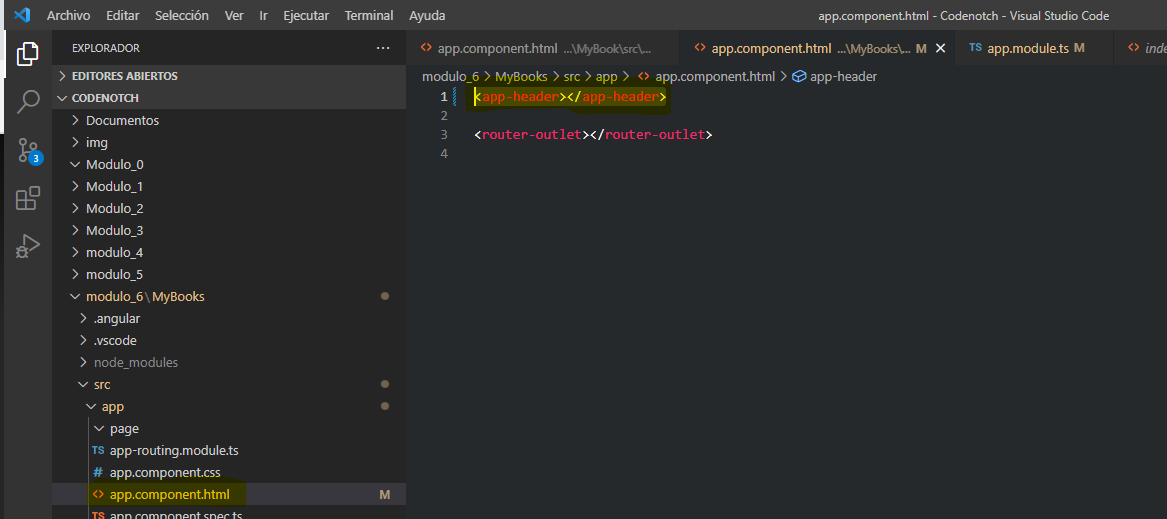 Archivo Editar Selección Ver Ir Ejecutar Terminal Ayuda app.component.html - Codenotch - Visual Studio Code
EXPLORADOR ···
app.component.html ...\MyBook\src\... app.component.html ...\MyBooks\... M TS app.module.ts M
EDITORES ABIERTOS
CODENOTCH
Documentos
img
Modulo_0
Modulo_1
Modulo_2
Modulo_3
modulo_4
modulo_5
modulo_6\MyBooks
.angular
.vscode
node_modules
src
app
page
TS app-routing.module.ts
# app.component.css
app.component.html M
TS app.component.spec.ts
3
modulo_6 > MyBooks > src > app > app.component.html > app-header
1 <app-header></app-header>
2
3 <router-outlet></router-outlet>
4